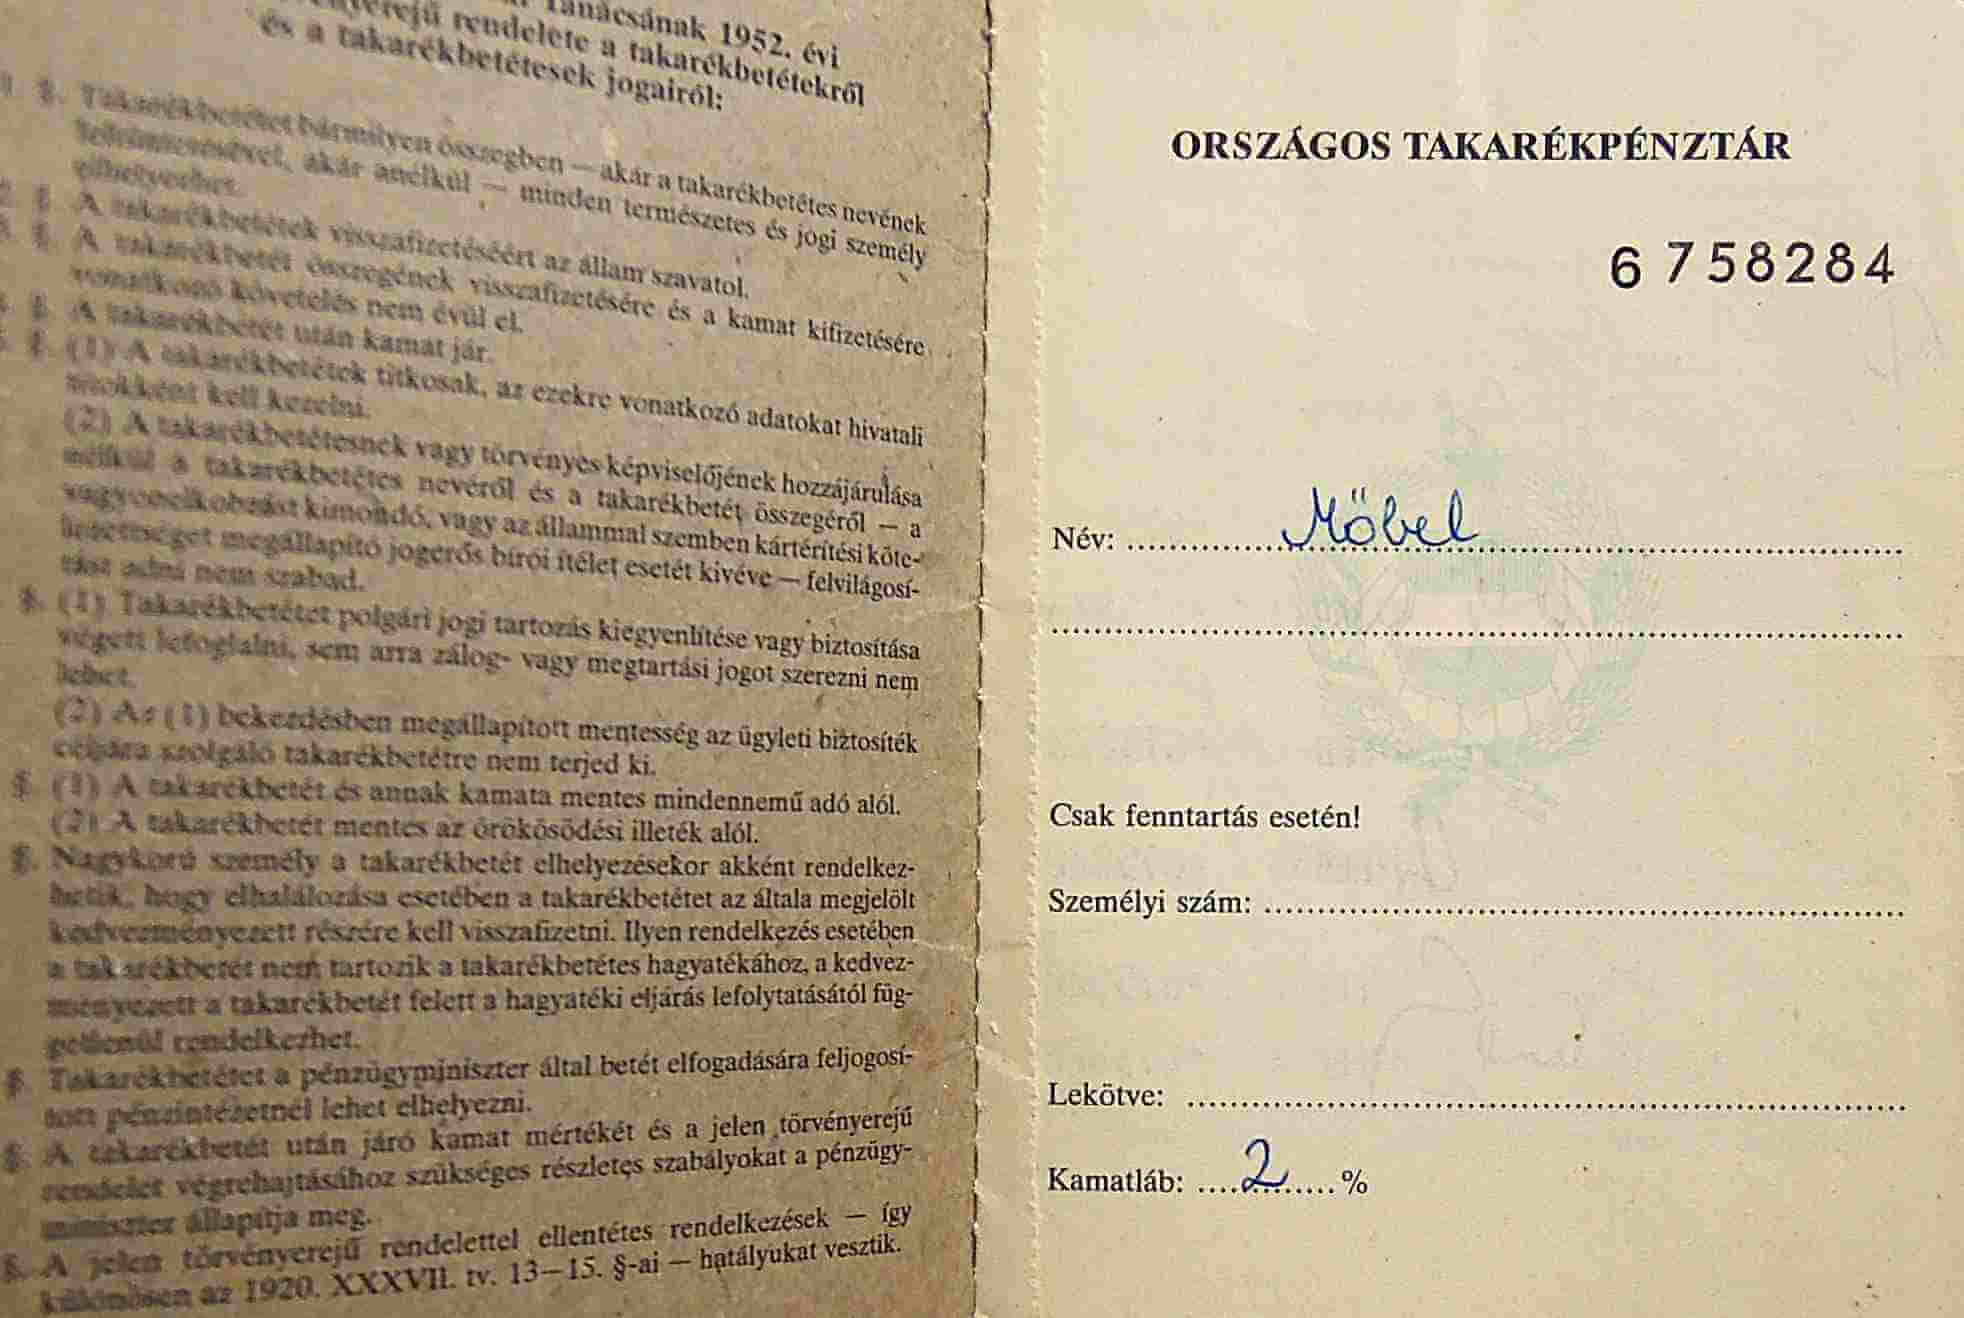 Tanácsának 1952. évi
rendelete a takarékbetétekről
és a takarékbetétesek jogairól:
1. §. Takarékbetétet bármilyen összegben — akár a takarékbetétes nevének
feltüntetésével, akár anélkül — minden természetes és jogi személy
elhelyezhet.
2. §. A takarékbetétek visszafizetéséért az állam szavatol.
3. §. A takarékbetét összegének visszafizetésére és a kamat kifizetésére
vonatkozó követelés nem évül el.
§. A takarékbetét után kamat jár.
§. (1) A takarékbetétek titkosak, az ezekre vonatkozó adatokat hivatali
titokként kell kezelni.
(2) A takarékbetétesnek vagy törvényes képviselőjének hozzájárulása
nélkül a takarékbetétes nevéről és a takarékbetét összegéről — a
vagyonelkobzást kimondó, vagy az állammal szemben kártérítési köte-
lezettséget megállapító jogerős bírói ítélet esetét kivéve — felvilágosí-
tást adni nem szabad.
§. (1) Takarékbetétet polgári jogi tartozás kiegyenlítése vagy biztosítása
végett lefoglalni, sem arra zálog- vagy megtartási jogot szerezni nem
lehet.
(2) Az (1) bekezdésben megállapított mentesség az ügyleti biztosíték
céljára szolgáló takarékbetétre nem terjed ki.
§. (1) A takarékbetét és annak kamata mentes mindennemű adó alól.
(2) A takarékbetét mentes az örökösödési illeték alól.
§. Nagykorú személy a takarékbetét elhelyezésekor akként rendelkez-
hetik, hogy elhalálozása esetében a takarékbetétet az általa megjelölt
kedvezményezett részére kell visszafizetni. Ilyen rendelkezés esetében
a takarékbetét nem tartozik a takarékbetétes hagyatékához, a kedvez-
ményezett a takarékbetét felett a hagyatéki eljárás lefolytatásától füg-
getlenül rendelkezhet.
§. Takarékbetétet a pénzügyminiszter által betét elfogadására feljogosí-
tott pénzintézetnél lehet elhelyezni.
§. A takarékbetét után járó kamat mértékét és a jelen törvényerejű
rendelet végrehajtásához szükséges részletes szabályokat a pénzügy-
miniszter állapítja meg.
§. A jelen törvényerejű rendelettel ellentétes rendelkezések — így
különösen az 1920. XXXVII. tv. 13—15. §-ai — hatályukat vesztik.
ORSZÁGOS TAKARÉKPÉNZTÁR
6 758284
Név: Möbel
Csak fenntartás esetén!
Személyi szám:
Lekötve:
Kamatláb: 2 %